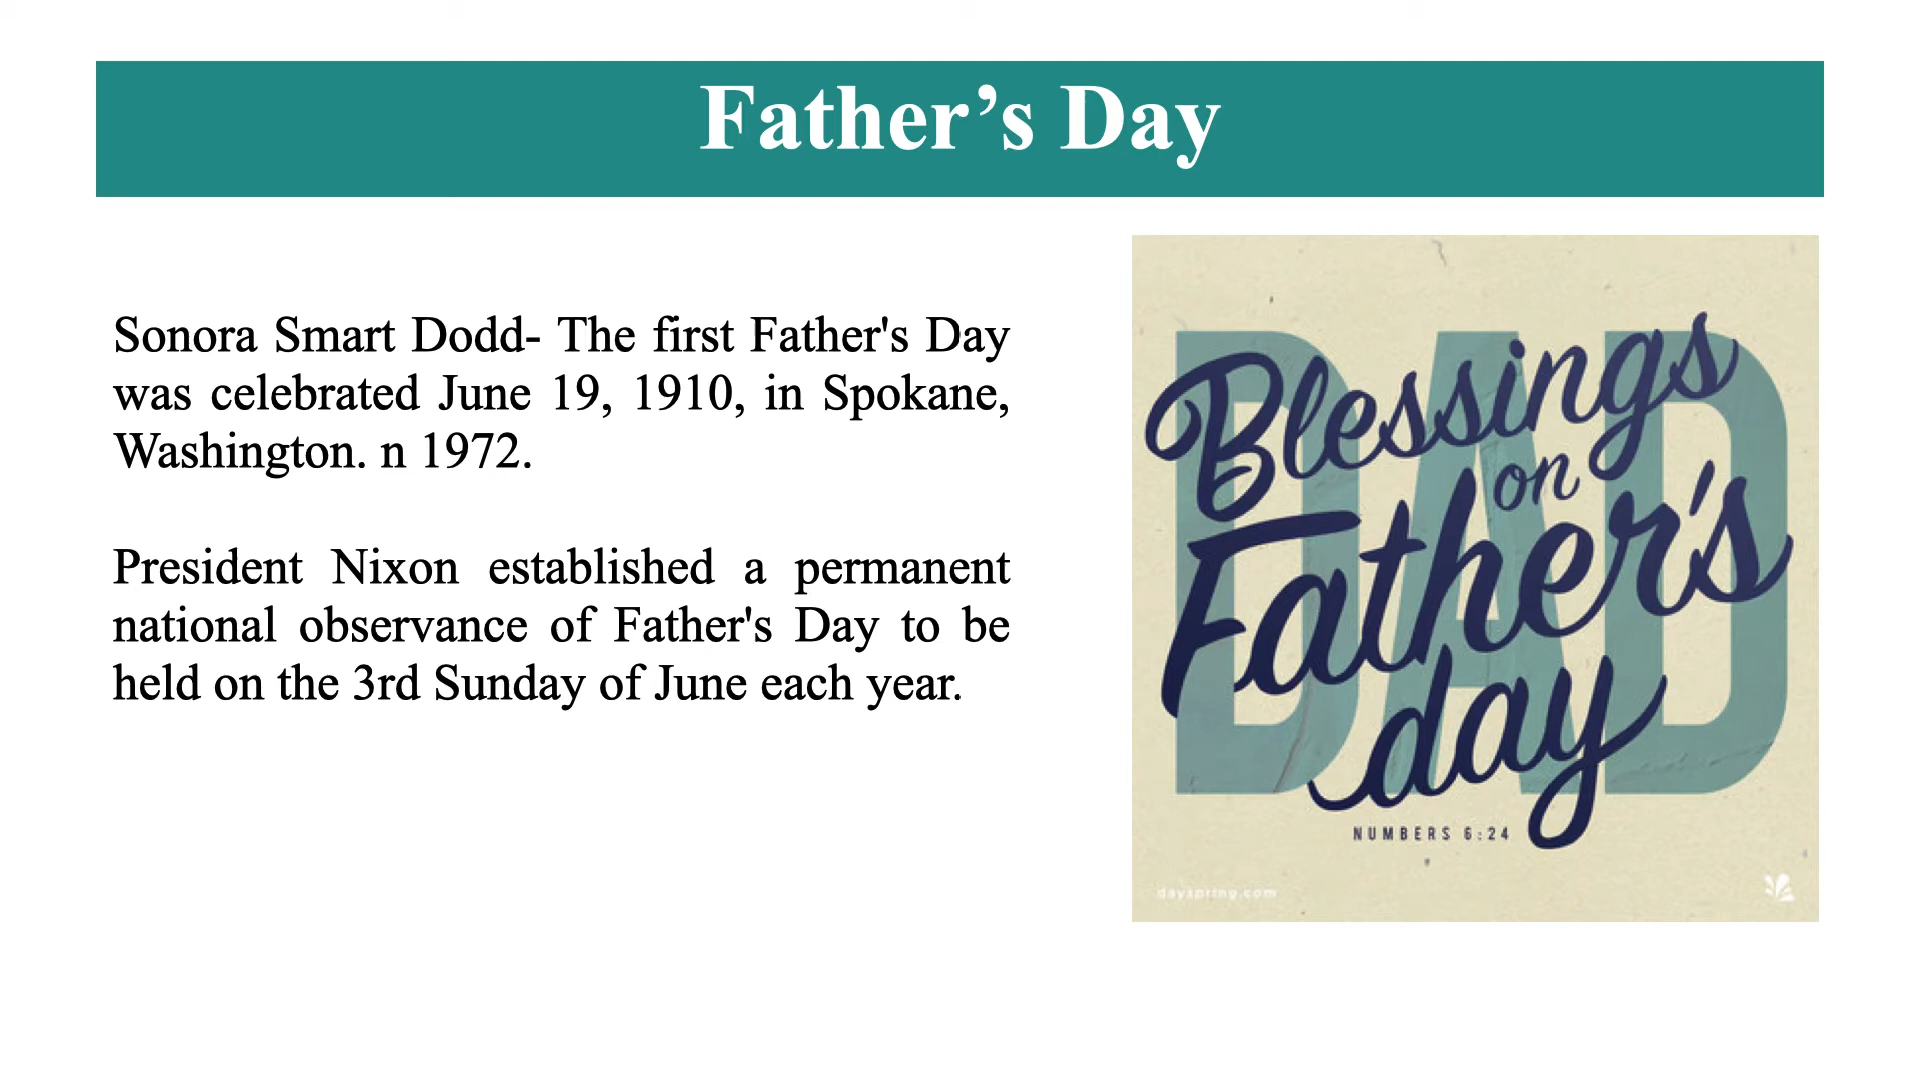 Father’s Day
Sonora Smart Dodd- The first Father's Day
was celebrated June 19, 1910, in Spokane,
Washington. n 1972.
President Nixon established a permanent
national observance of Father's Day to be
held on the 3rd Sunday of June each year.
DAD
Blessings
on
Father's
day
NUMBERS 6:24
dayspring.com